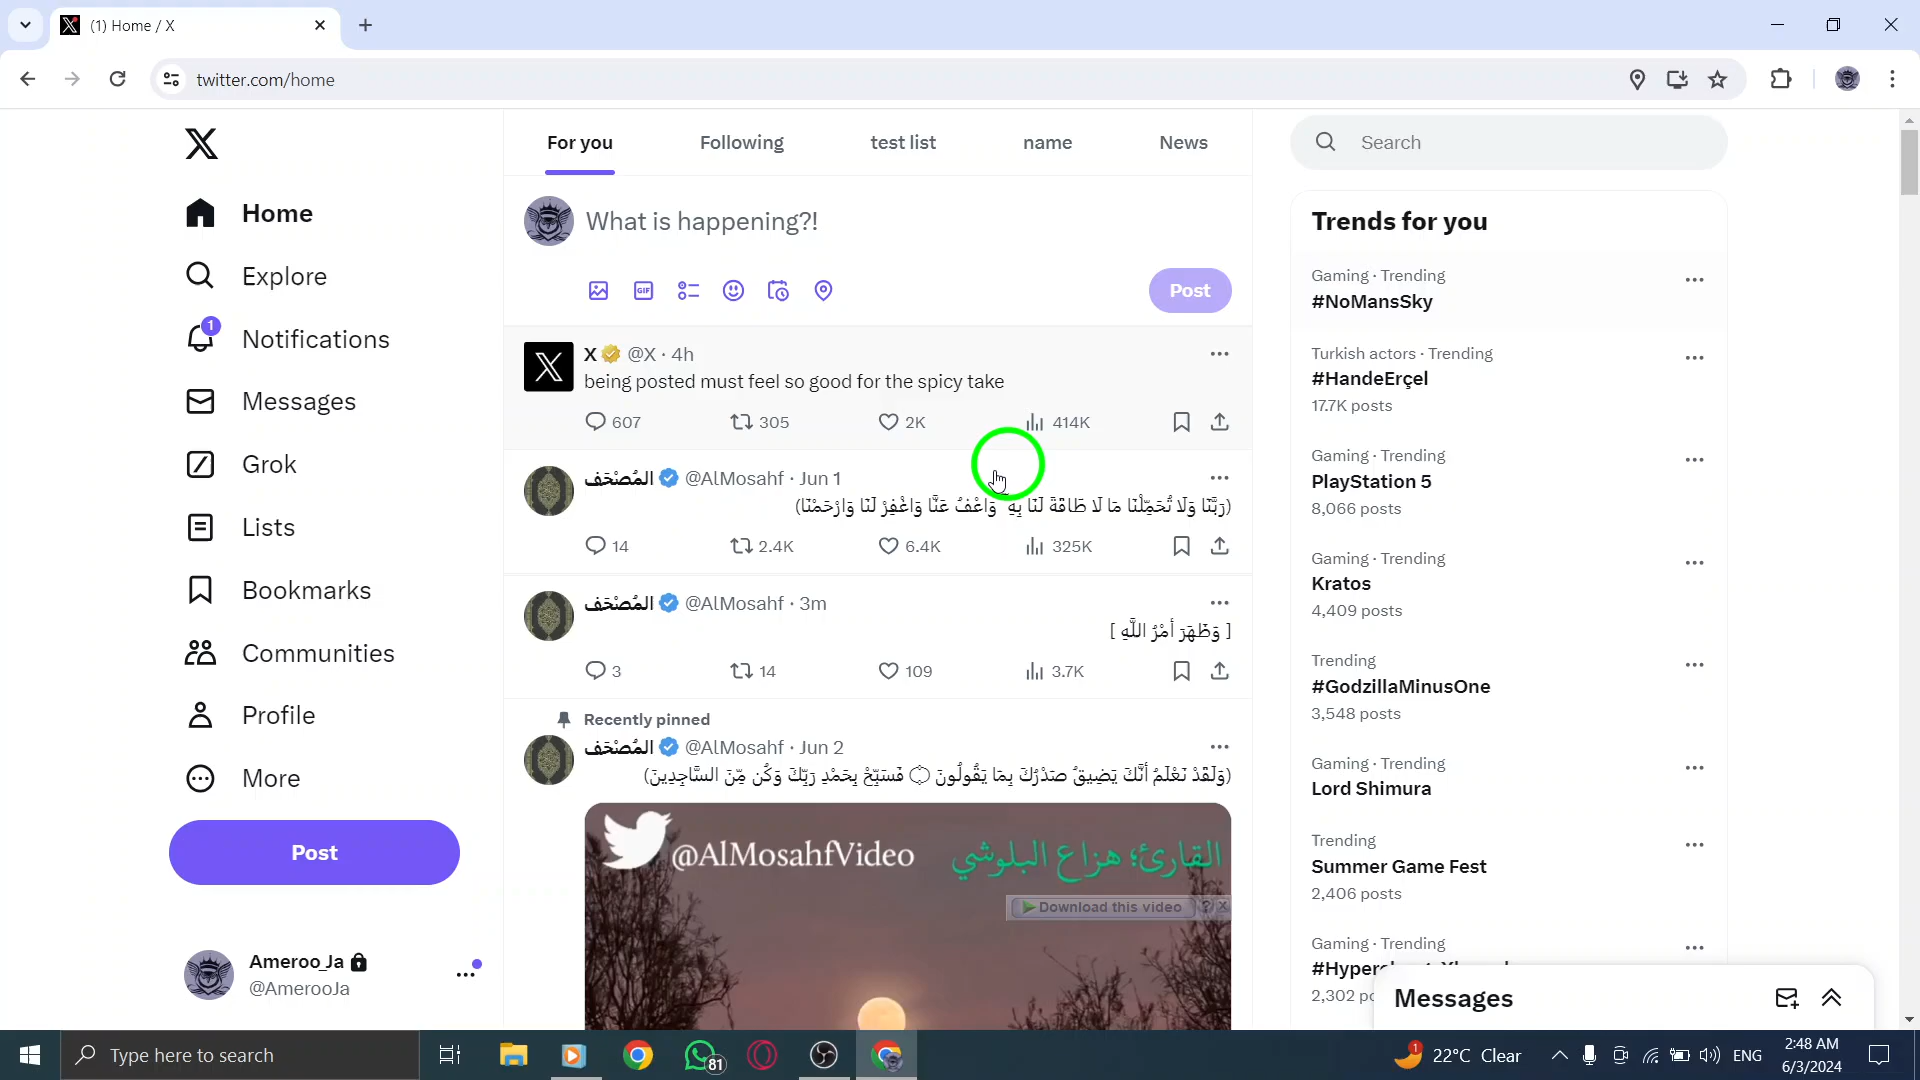 (1) Home / X
twitter.com/home
Home
Explore
1
Notifications
Messages
Grok
Lists
Bookmarks
Communities
Profile
More
Post
Ameroo_Ja
@AmerooJa
For you
Following
test list
name
News
What is happening?!
GIF
Post
X @X · 4h
being posted must feel so good for the spicy take
607
305
2K
414K
المُصْحَف @AlMosahf · Jun 1
(رَبَّنَا وَلَا تُحَمِّلْنَا مَا لَا طَاقَةَ لَنَا بِهِ وَاعْفُ عَنَّا وَاغْفِرْ لَنَا وَارْحَمْنَا)
14
2.4K
6.4K
325K
المُصْحَف @AlMosahf · 3m
[ وَظَهَرَ أَمْرُ اللَّهِ ]
3
14
109
3.7K
Recently pinned
المُصْحَف @AlMosahf · Jun 2
(وَلَقَدْ نَعْلَمُ أَنَّكَ يَضِيقُ صَدْرُكَ بِمَا يَقُولُونَ ۝ فَسَبِّحْ بِحَمْدِ رَبِّكَ وَكُن مِّنَ السَّاجِدِينَ)
@AlMosahfVideo
القارئ؛ هزاع البلوشي
Download this video ? X
Search
Trends for you
Gaming · Trending
#NoMansSky
Turkish actors · Trending
#HandeErçel
17.7K posts
Gaming · Trending
PlayStation 5
8,066 posts
Gaming · Trending
Kratos
4,409 posts
Trending
#GodzillaMinusOne
3,548 posts
Gaming · Trending
Lord Shimura
Trending
Summer Game Fest
2,406 posts
Gaming · Trending
2,302
Messages
Type here to search
81
1
22°C Clear
ENG
2:48 AM
6/3/2024